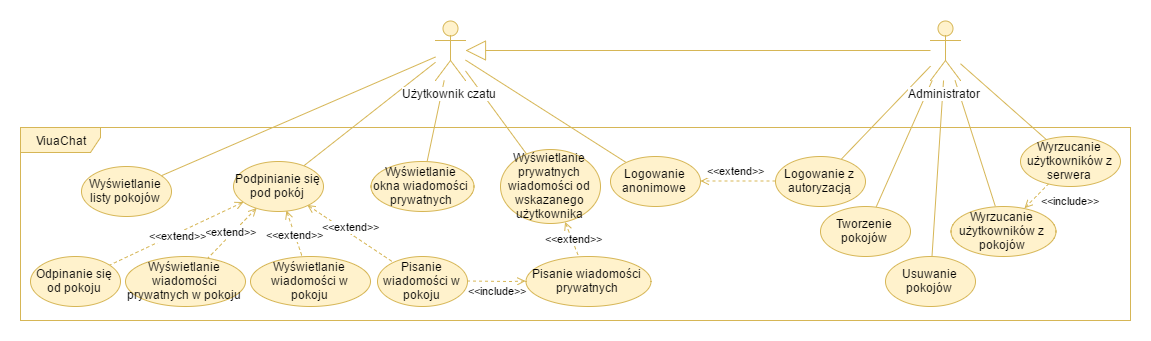 Użytkownik czatu
Administrator
ViuaChat
Wyświetlanie
listy pokojów
Podpinianie się
pod pokój
Wyświetlanie
okna wiadomości
prywatnych
Wyświetlanie
prywatnych
wiadomości od
wskazanego
użytkownika
Logowanie
anonimowe
<<extend>>
Logowanie z
autoryzacją
Wyrzucanie
użytkowników z
serwera
<<include>>
Tworzenie
pokojów
Wyrzucanie
użytkowników z
pokojów
<<extend>>
<<extend>>
<<extend>>
<<extend>>
<<extend>>
Odpinanie się
od pokoju
Wyświetlanie
wiadomości
prywatnych w pokoju
Wyświetlanie
wiadomości w
pokoju
Pisanie
wiadomości w
pokoju
<<include>>
Pisanie wiadomości
prywatnych
Usuwanie
pokojów